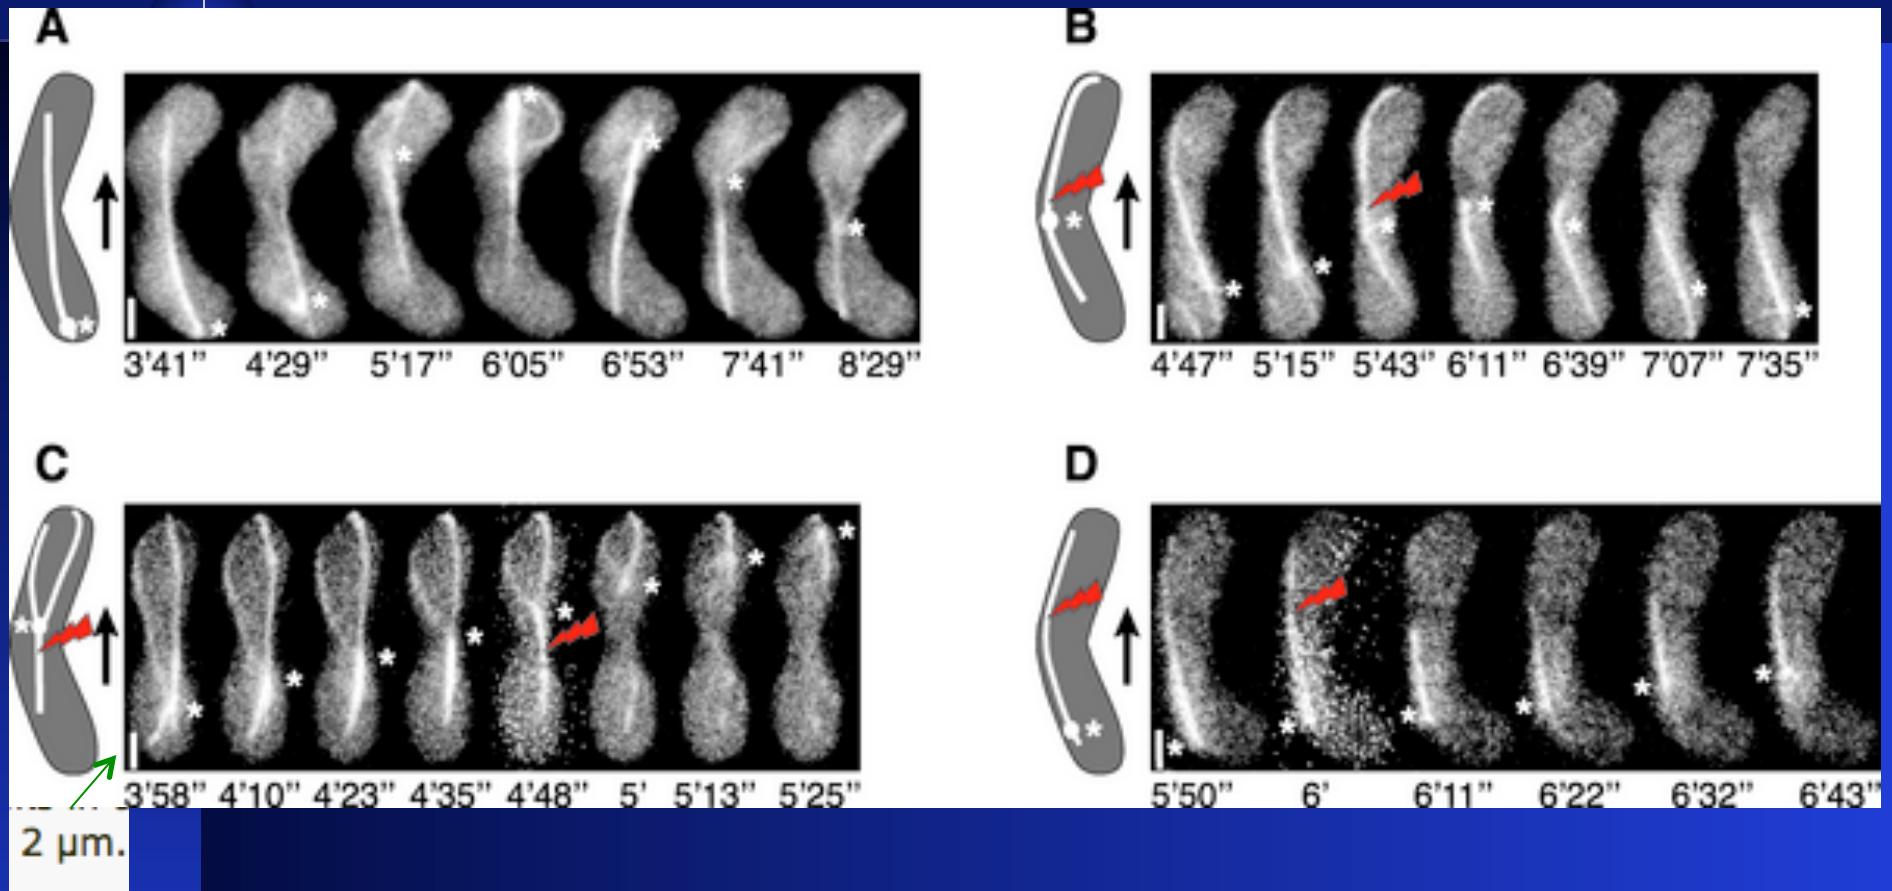 A
B
3'41” 4'29” 5'17” 6'05” 6'53” 7'41” 8'29”
4'47” 5'15” 5'43” 6'11” 6'39” 7'07” 7'35”
C
D
3'58” 4'10” 4'23” 4'35” 4'48” 5' 5'13” 5'25”
5'50” 6' 6'11” 6'22” 6'32” 6'43”
2 µm.